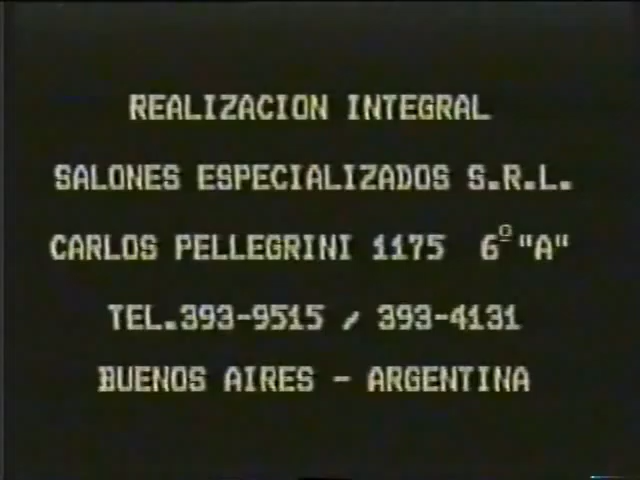 REALIZACION INTEGRAL
SALONES ESPECIALIZADOS S.R.L.
CARLOS PELLEGRINI 1175 6º "A"
TEL.393-9515 / 393-4131
BUENOS AIRES - ARGENTINA